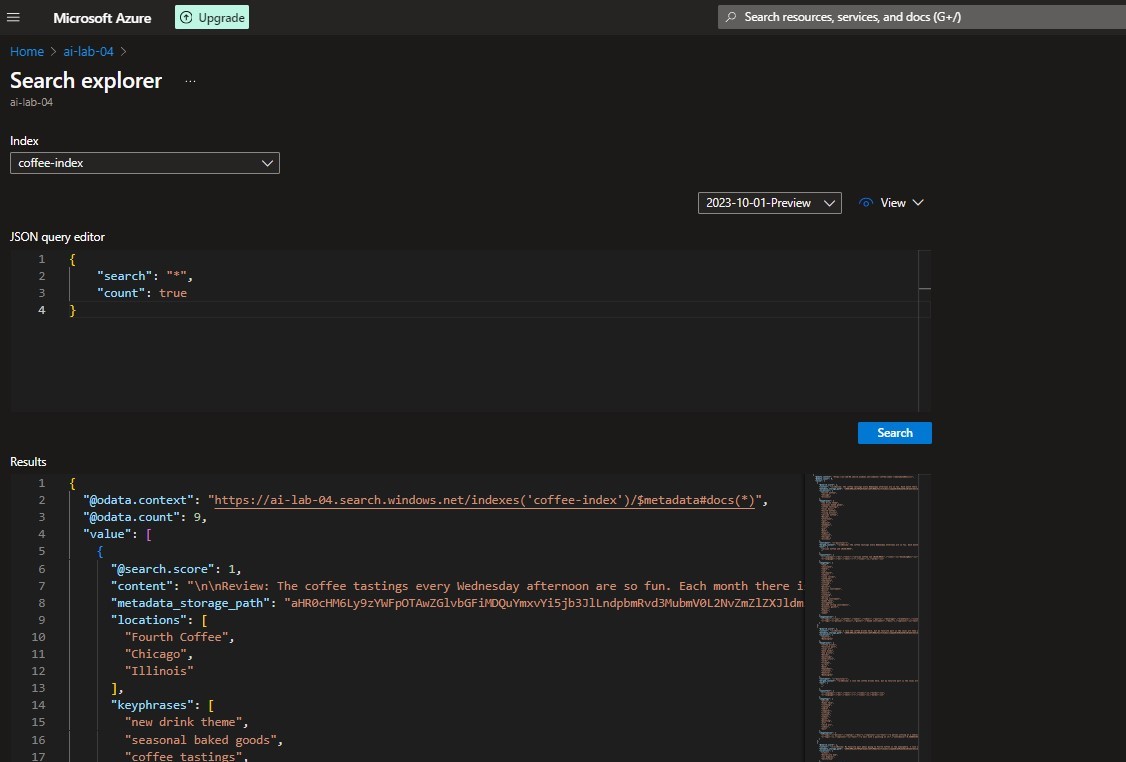 Microsoft Azure
Upgrade
Search resources, services, and docs (G+/)
Home > ai-lab-04 >
Search explorer ...
ai-lab-04
Index
coffee-index
2023-10-01-Preview
View
JSON query editor
1 {
2 "search": "*",
3 "count": true
4 }
Search
Results
1 {
2 "@odata.context": "https://ai-lab-04.search.windows.net/indexes('coffee-index')/$metadata#docs(*)",
3 "@odata.count": 9,
4 "value": [
5 {
6 "@search.score": 1,
7 "content": "\n\nReview: The coffee tastings every Wednesday afternoon are so fun. Each month there i
8 "metadata_storage_path":
9 "locations": [
10 "Fourth Coffee",
11 "Chicago",
12 "Illinois"
13 ],
14 "keyphrases": [
15 "new drink theme",
16 "seasonal baked goods",
17 "coffee tastings",